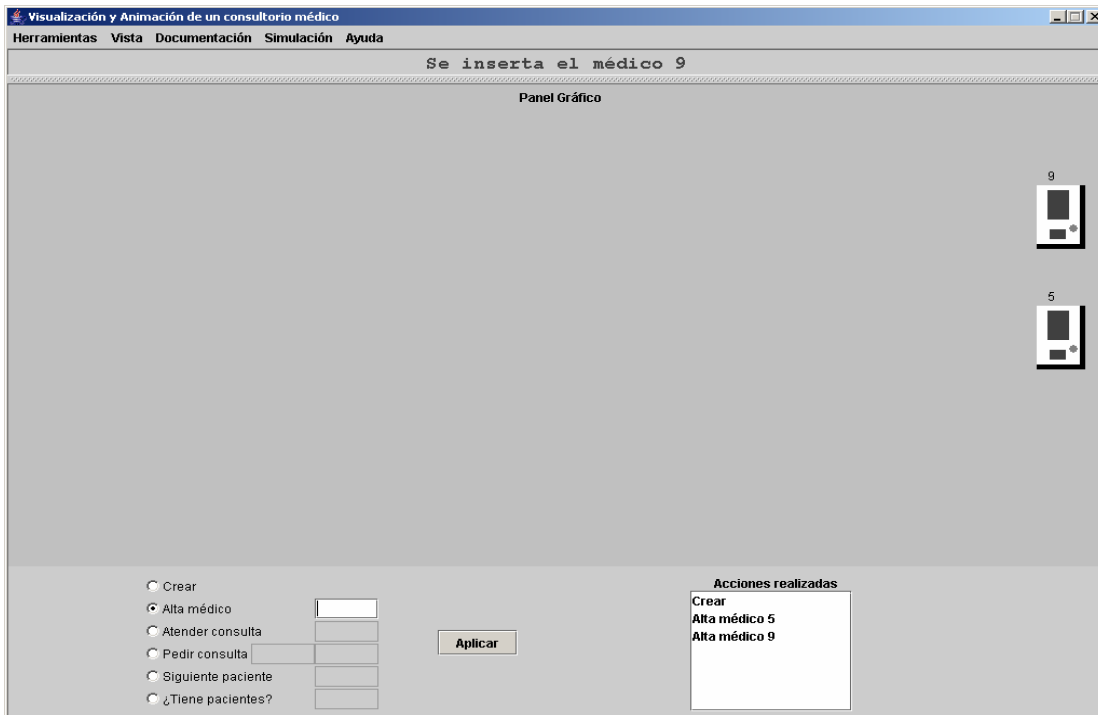 Visualización y Animación de un consultorio médico
Herramientas Vista Documentación Simulación Ayuda
Se inserta el médico 9
Panel Gráfico
9
5
Crear
Alta médico
Atender consulta
Pedir consulta
Siguiente paciente
¿Tiene pacientes?
Aplicar
Acciones realizadas
Crear
Alta médico 5
Alta médico 9